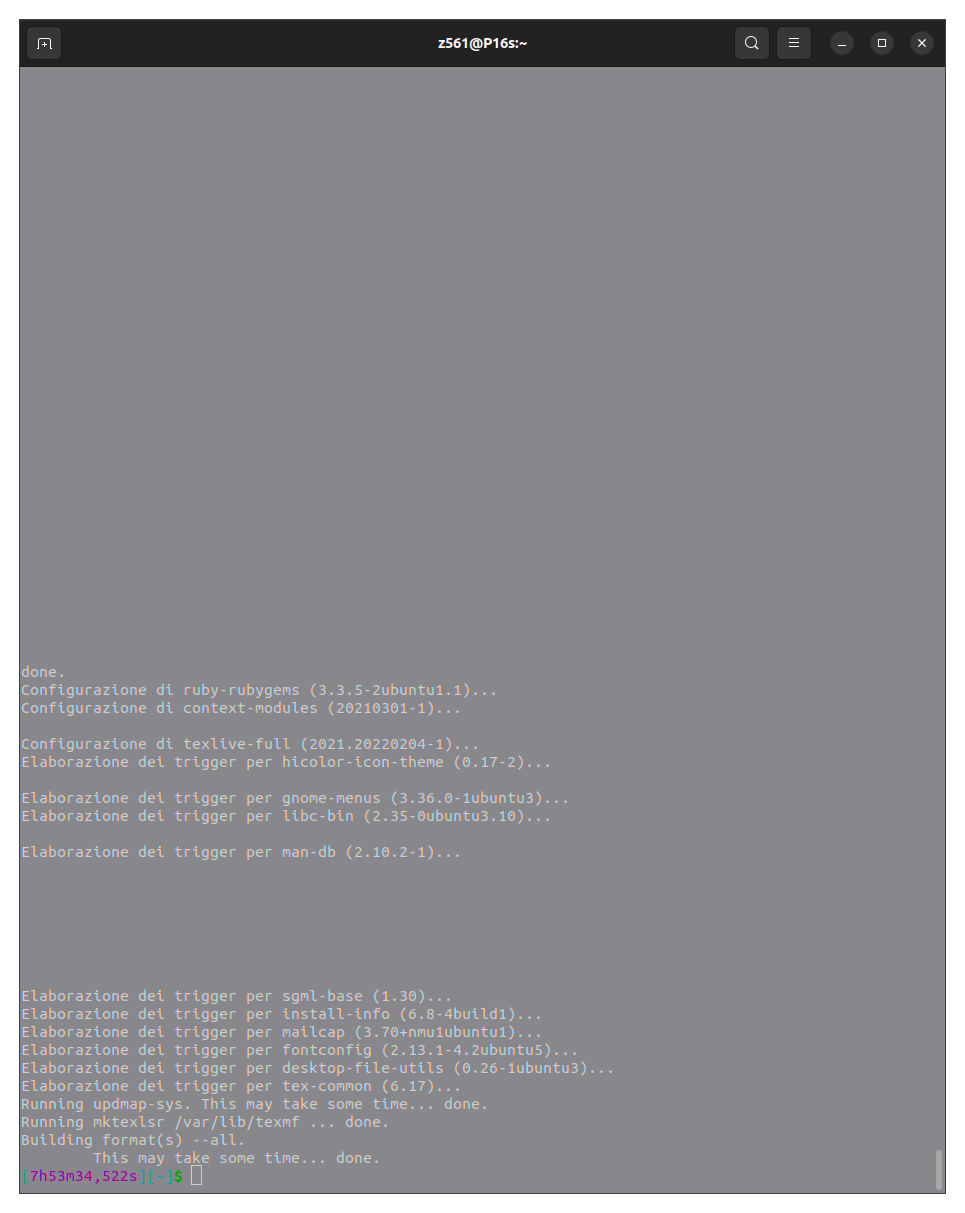 z561@P16s:~
done.
Configurazione di ruby-rubygems (3.3.5-2ubuntu1.1)...
Configurazione di context-modules (20210301-1)...
Configurazione di texlive-full (2021.20220204-1)...
Elaborazione dei trigger per hicolor-icon-theme (0.17-2)...
Elaborazione dei trigger per gnome-menus (3.36.0-1ubuntu3)...
Elaborazione dei trigger per libc-bin (2.35-0ubuntu3.10)...
Elaborazione dei trigger per man-db (2.10.2-1)...
Elaborazione dei trigger per sgml-base (1.30)...
Elaborazione dei trigger per install-info (6.8-4build1)...
Elaborazione dei trigger per mailcap (3.70+nmu1ubuntu1)...
Elaborazione dei trigger per fontconfig (2.13.1-4.2ubuntu5)...
Elaborazione dei trigger per desktop-file-utils (0.26-1ubuntu3)...
Elaborazione dei trigger per tex-common (6.17)...
Running updmap-sys. This may take some time... done.
Running mktexlsr /var/lib/texmf ... done.
Building format(s) --all.
        This may take some time... done.
[7h53m34,522s][~]$